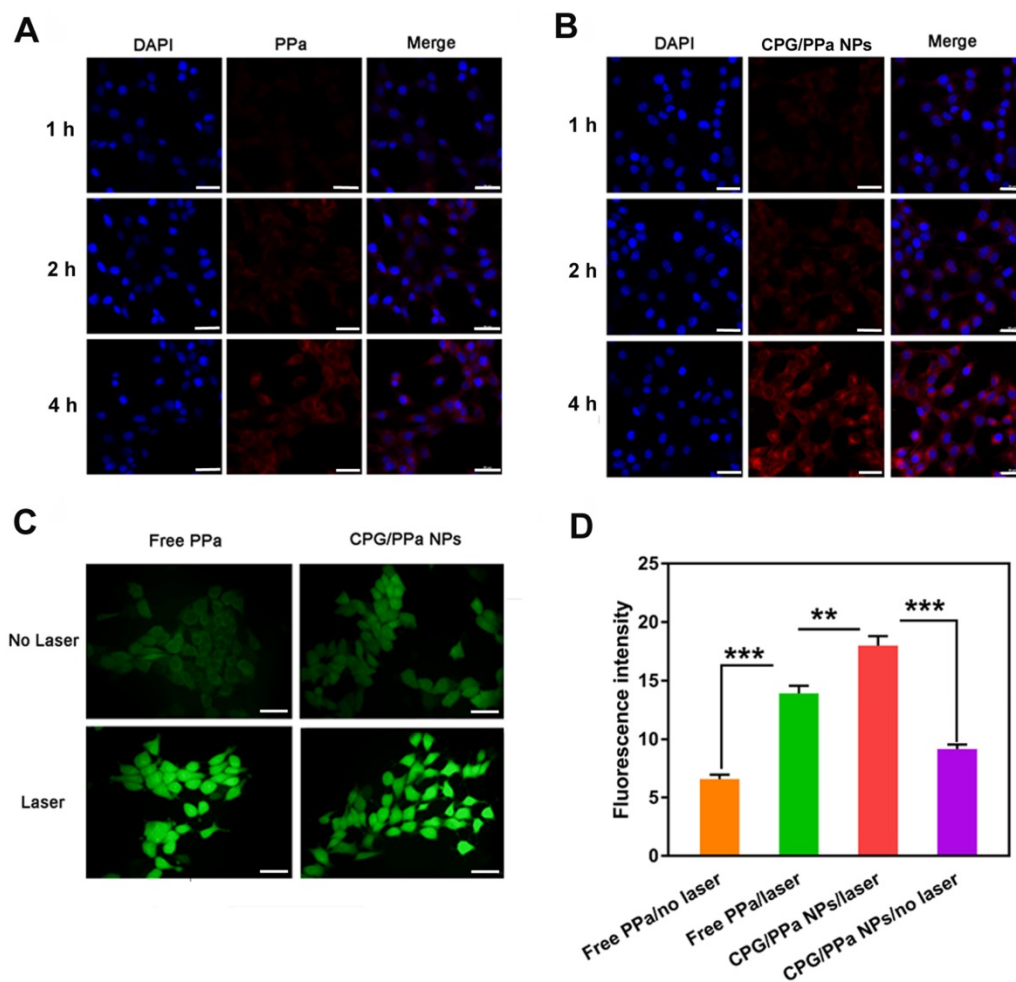 A
DAPI PPa Merge
1 h
2 h
4 h
B
DAPI CPG/PPa NPs Merge
1 h
2 h
4 h
C
Free PPa CPG/PPa NPs
No Laser
Laser
D
25
20
15
10
5
0
Fluorescence intensity
***
**
***
Free PPa/no laser
Free PPa/laser
CPG/PPa NPs/laser
CPG/PPa NPs/no laser